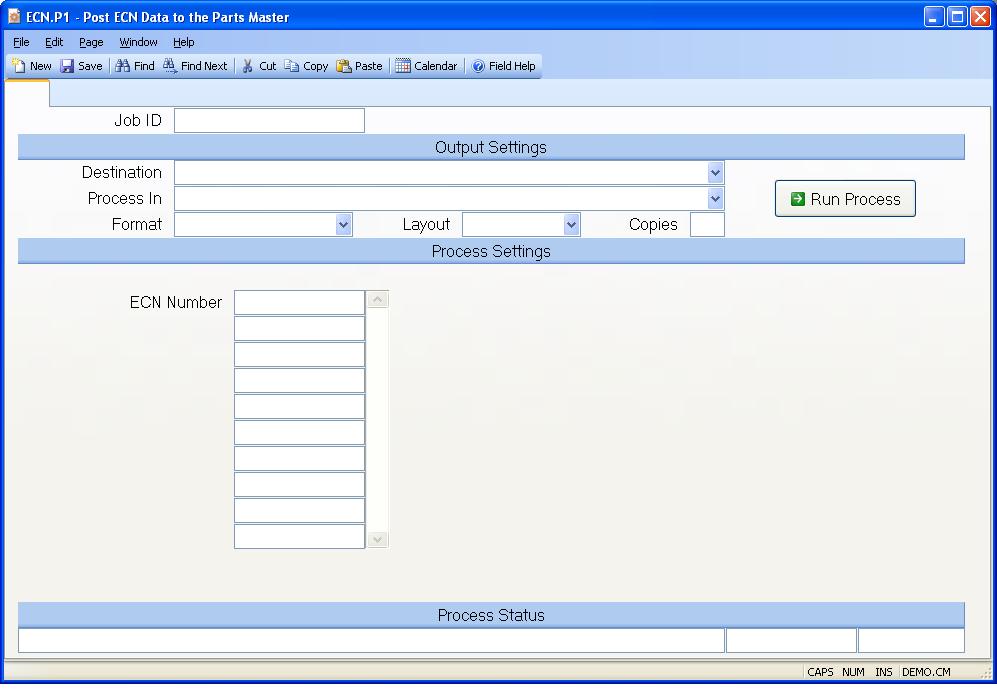 ECN.P1 - Post ECN Data to the Parts Master
File Edit Page Window Help
New Save Find Find Next Cut Copy Paste Calendar Field Help
Job ID
Output Settings
Destination
Process In
Run Process
Format Layout Copies
Process Settings
ECN Number
Process Status
CAPS NUM INS DEMO.CM